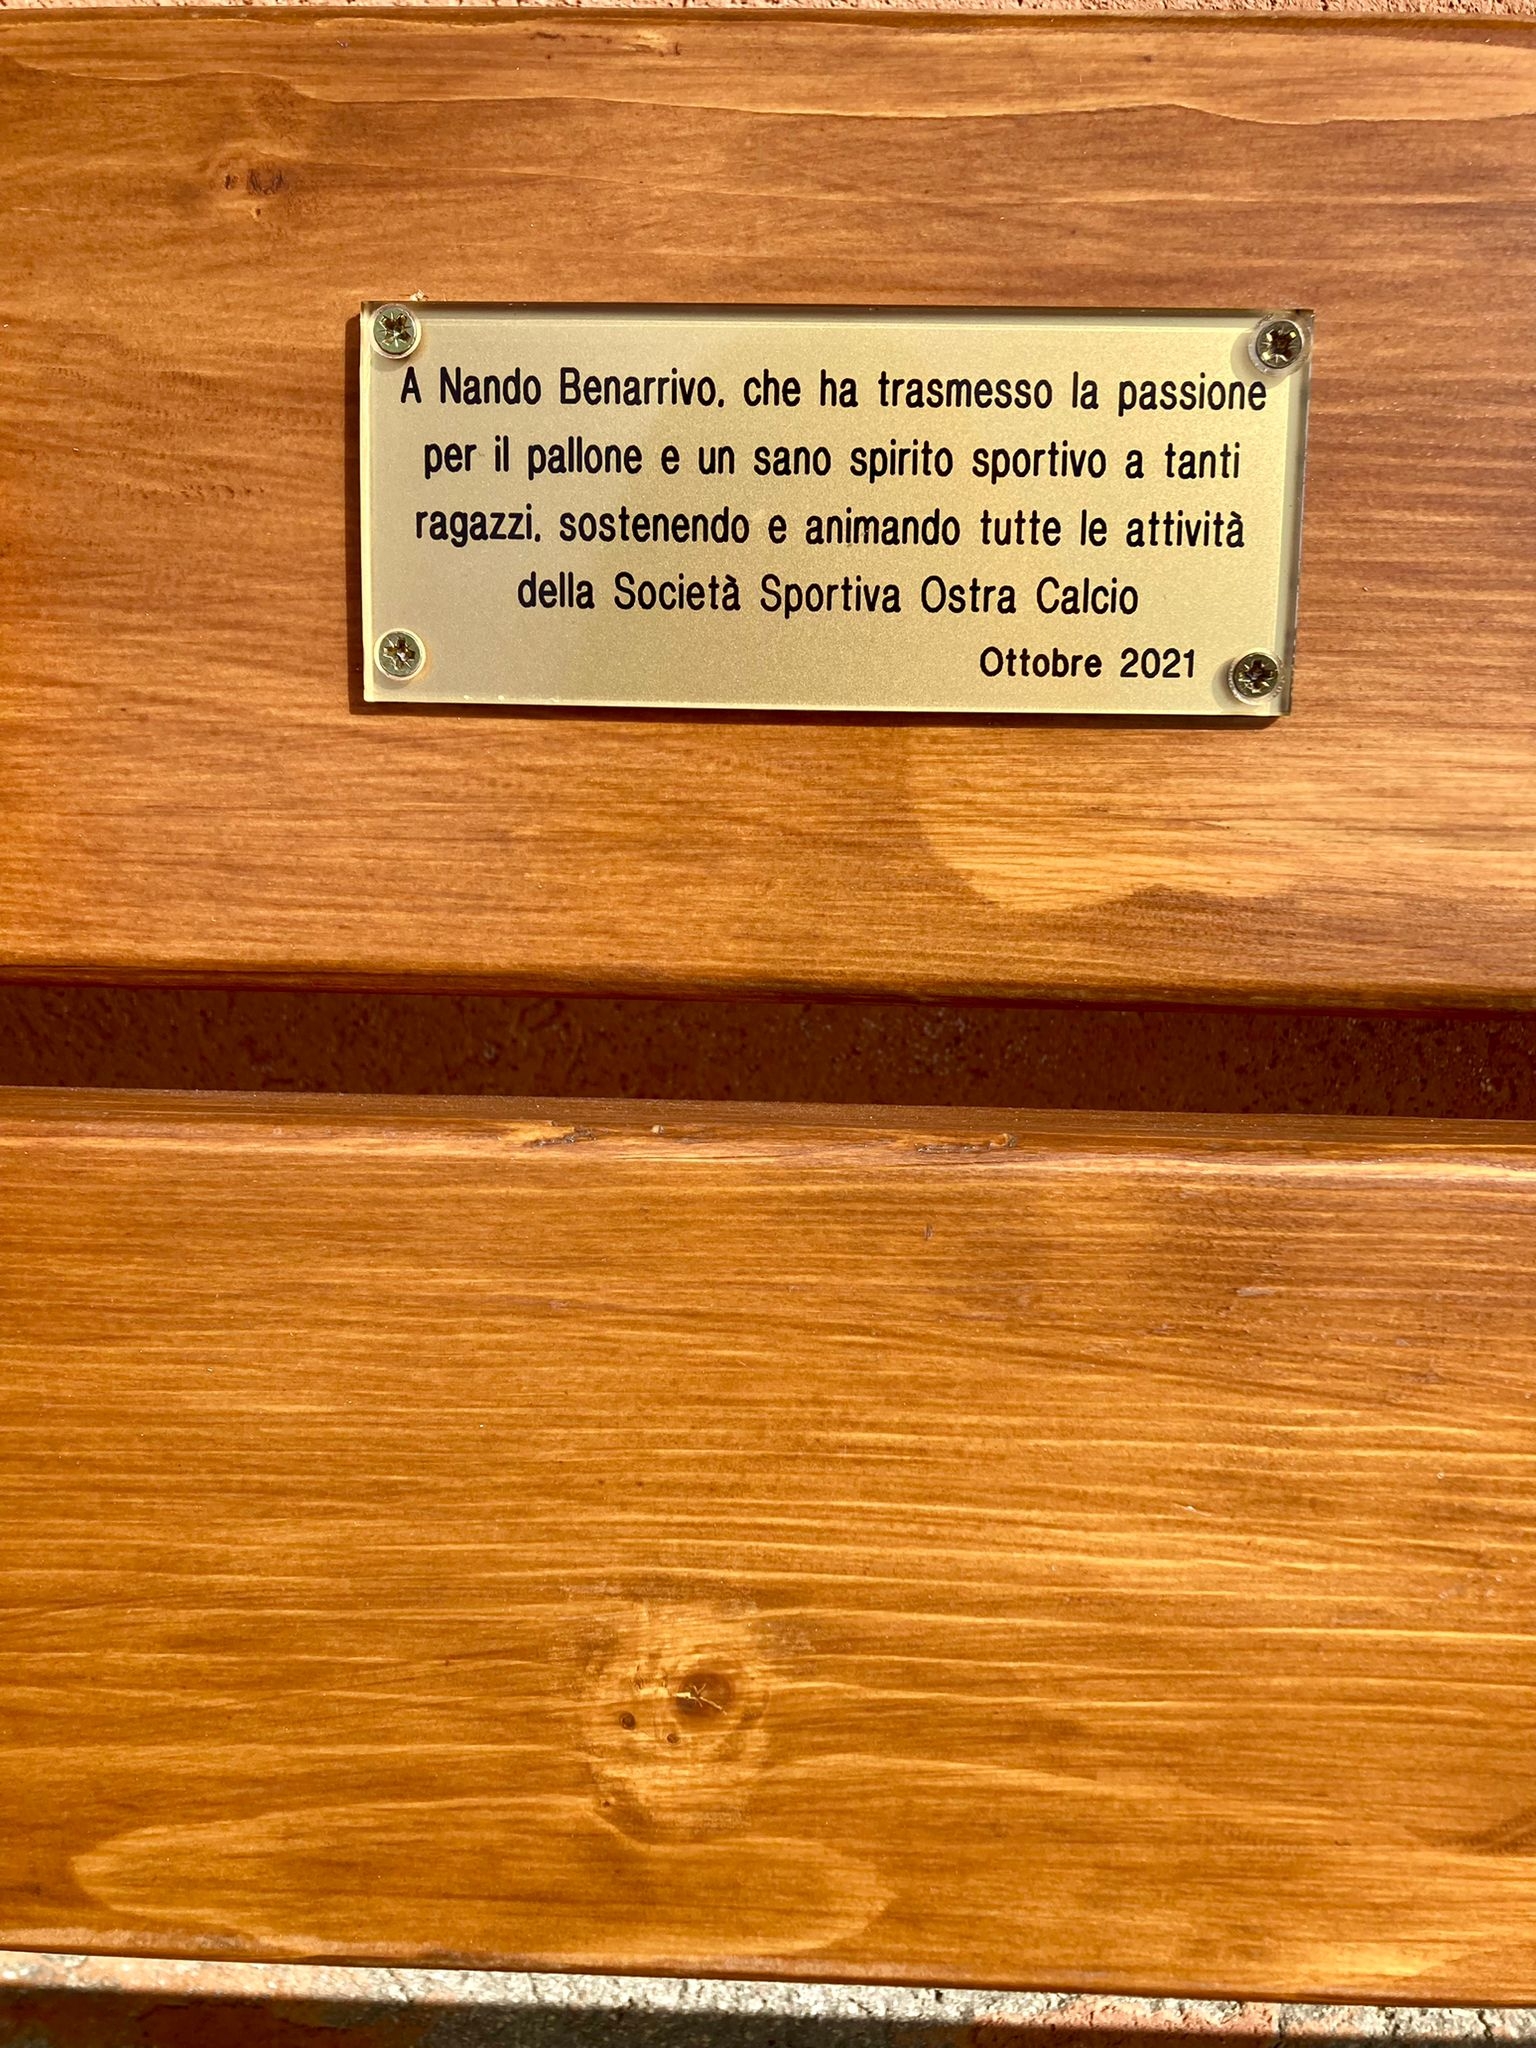 A Nando Benarrivo, che ha trasmesso la passione
per il pallone e un sano spirito sportivo a tanti
ragazzi, sostenendo e animando tutte le attività
della Società Sportiva Ostra Calcio
Ottobre 2021